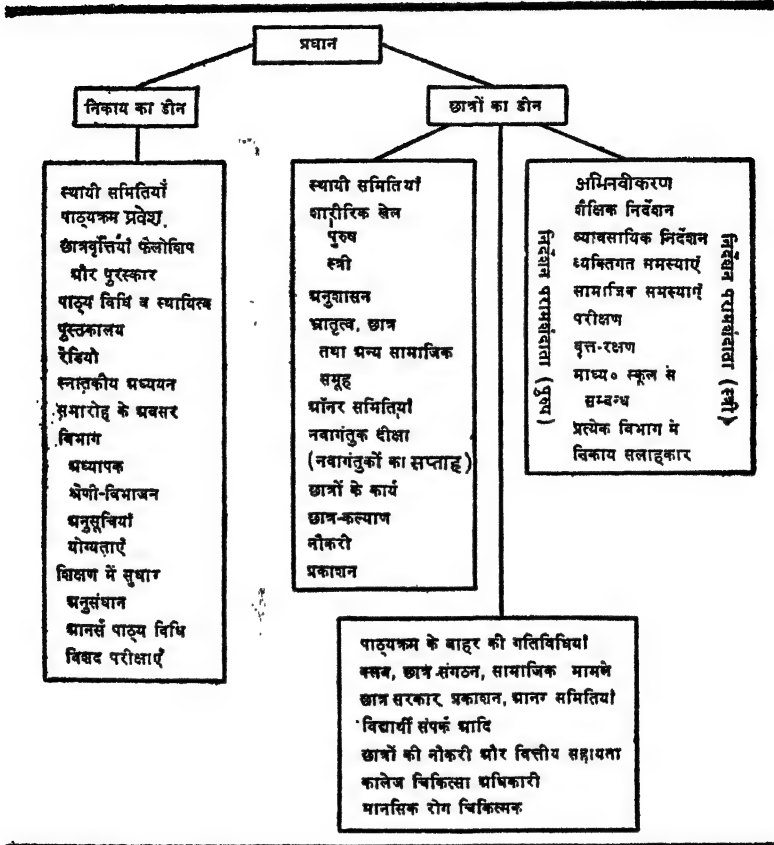 प्रधान
निकाय का डीन
छात्रों का डीन
स्थायी समितियाँ
पाठ्यक्रम प्रवेश,
छात्रवृत्तियाँ फैलोशिप
और पुरस्कार
पाठ्य विधि व स्थायित्व
पुस्तकालय
रेडियो
स्नातकीय अध्ययन
समारोह के अवसर
विभाग
अध्यापक
श्रेणी-विभाजन
अनुसूचियाँ
योग्यताएँ
शिक्षण में सुधार
अनुसंधान
आनर्स पाठ्य विधि
विशद परीक्षाएँ
स्थायी समितियाँ
शारीरिक खेल
पुरुष
स्त्री
अनुशासन
भ्रातृत्व, छात्र
तथा अन्य सामाजिक
समूह
ऑनर समितियाँ
नवागंतुक दीक्षा
(नवागंतुकों का सप्ताह)
छात्रों के कार्य
छात्र-कल्याण
नौकरी
प्रकाशन
निर्देशन परामर्शदाता (पुरुष)
अभिनवीकरण
शैक्षिक निर्देशन
व्यावसायिक निर्देशन
व्यक्तिगत समस्याएँ
सामाजिक समस्याएँ
परीक्षण
वृत्त-रक्षण
माध्य० स्कूल से
सम्बन्ध
प्रत्येक विभाग मे
निकाय सलाहकार
निर्देशन परामर्शदाता (स्त्री)
पाठ्यक्रम के बाहर की गतिविधियाँ
क्लब, छात्र संगठन, सामाजिक मामले
छात्र सरकार, प्रकाशन, आनर समितियाँ
विद्यार्थी संपर्क आदि
छात्रों की नौकरी और वित्तीय सहायता
कालेज चिकित्सा अधिकारी
मानसिक रोग चिकित्सक